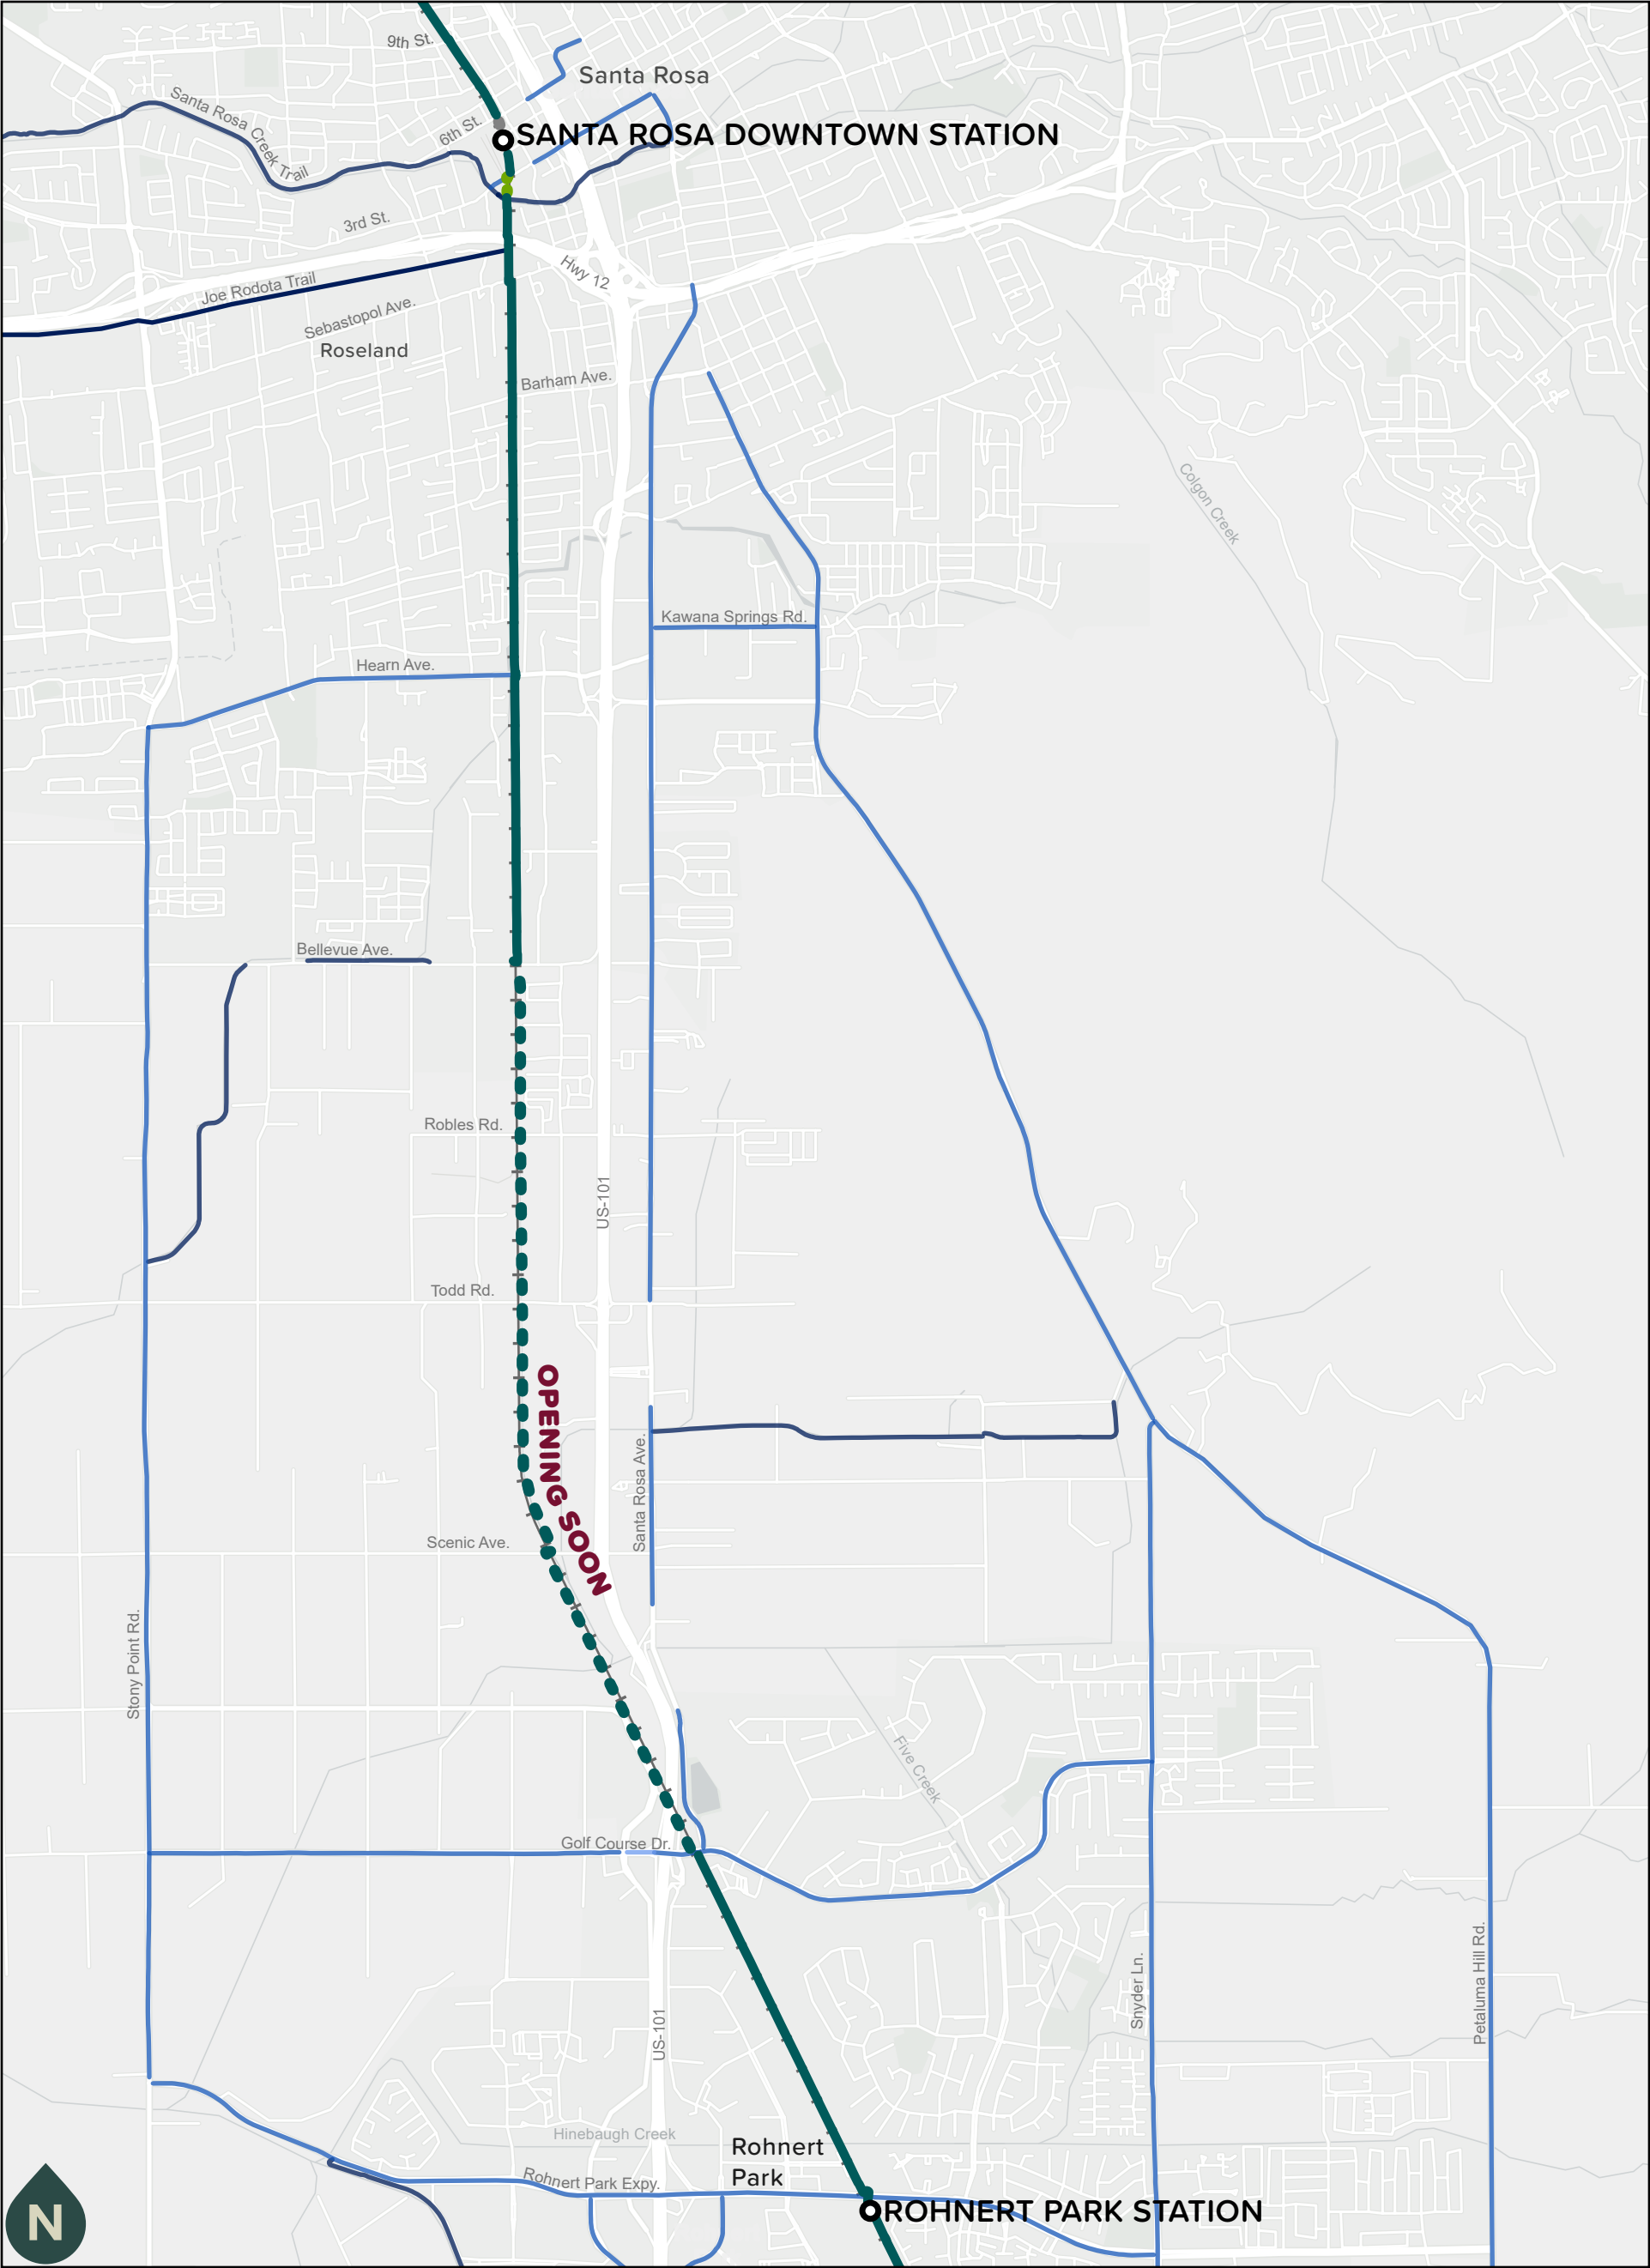 9th St.
Santa Rosa
Santa Rosa Creek Trail
6th St.
SANTA ROSA DOWNTOWN STATION
3rd St.
Hwy 12
Joe Rodota Trail
Sebastopol Ave.
Roseland
Barham Ave.
Colgon Creek
Kawana Springs Rd.
Hearn Ave.
Bellevue Ave.
Robles Rd.
US-101
Todd Rd.
OPENING SOON
Santa Rosa Ave.
Scenic Ave.
Stony Point Rd.
Five Creek
Golf Course Dr.
Snyder Ln.
Petaluma Hill Rd.
US-101
Hinebaugh Creek
Rohnert
Park
Rohnert Park Expy.
ROHNERT PARK STATION
N